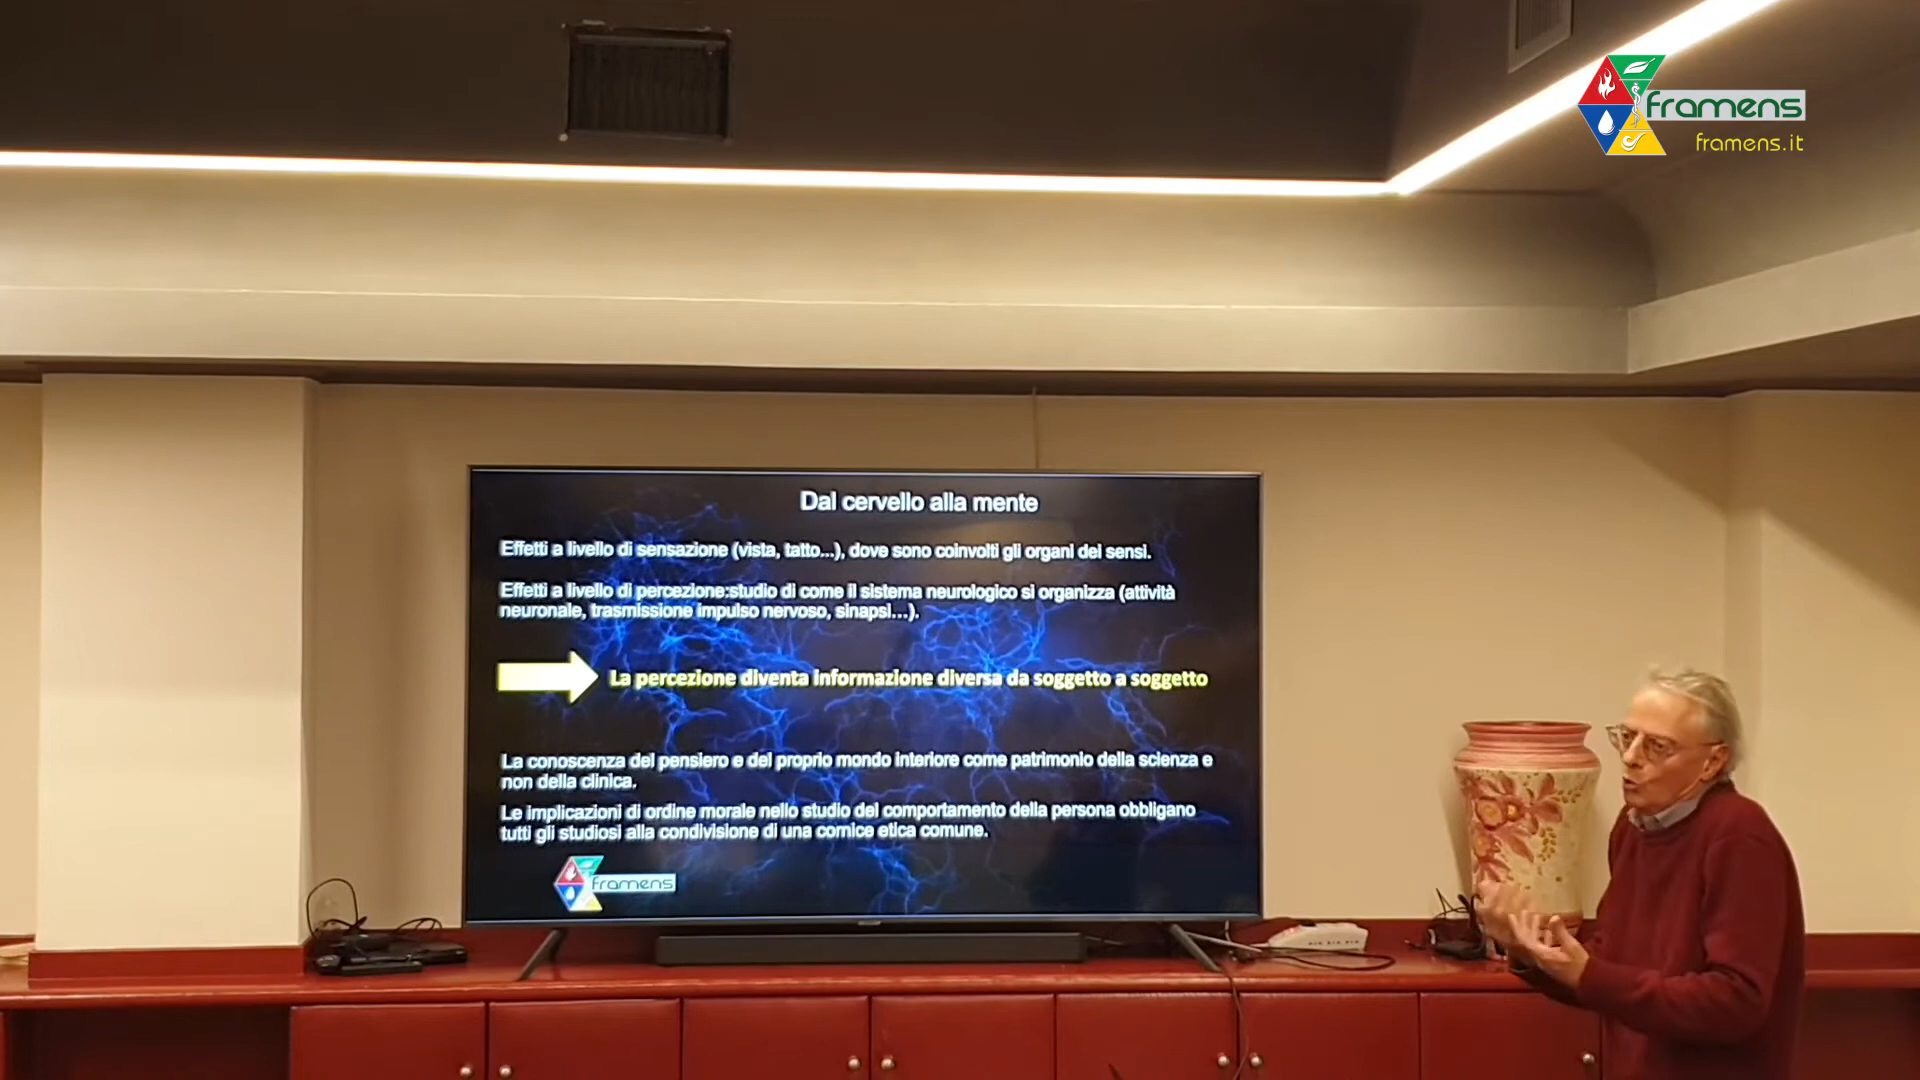 framens
framens.it
Dal cervello alla mente
Effetti a livello di sensazione (vista, tatto...), dove sono coinvolti gli organi dei sensi.
Effetti a livello di percezione:studio di come il sistema neurologico si organizza (attività
neuronale, trasmissione impulso nervoso, sinapsi...).
La percezione diventa informazione diversa da soggetto a soggetto
La conoscenza del pensiero e del proprio mondo interiore come patrimonio della scienza e
non della clinica.
Le implicazioni di ordine morale nello studio del comportamento della persona obbligano
tutti gli studiosi alla condivisione di una cornice etica comune.
framens